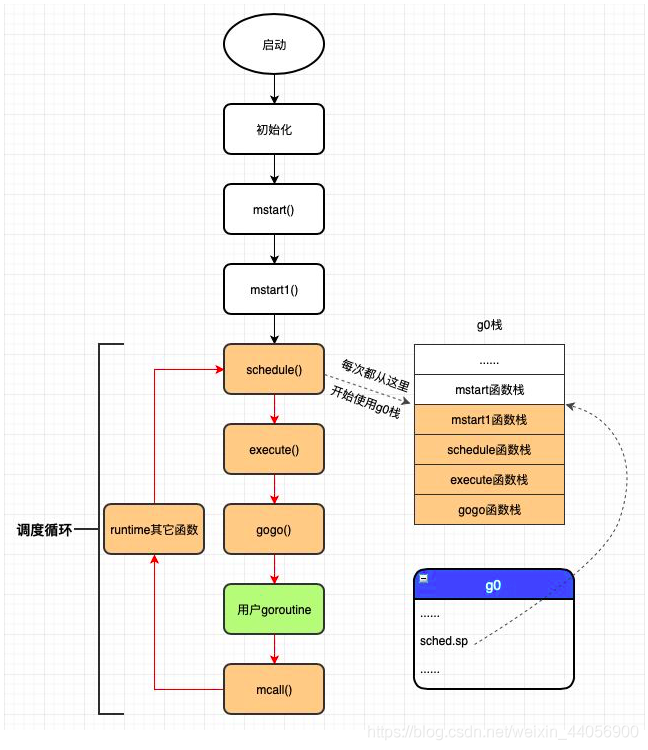 启动
初始化
mstart()
mstart1()
schedule()
execute()
gogo()
用户goroutine
mcall()
runtime其它函数
调度循环
每次都从这里
开始使用g0栈
g0栈
......
mstart函数栈
mstart1函数栈
schedule函数栈
execute函数栈
gogo函数栈
g0
......
sched.sp
......
https://blog.csdn.net/weixin_44056900